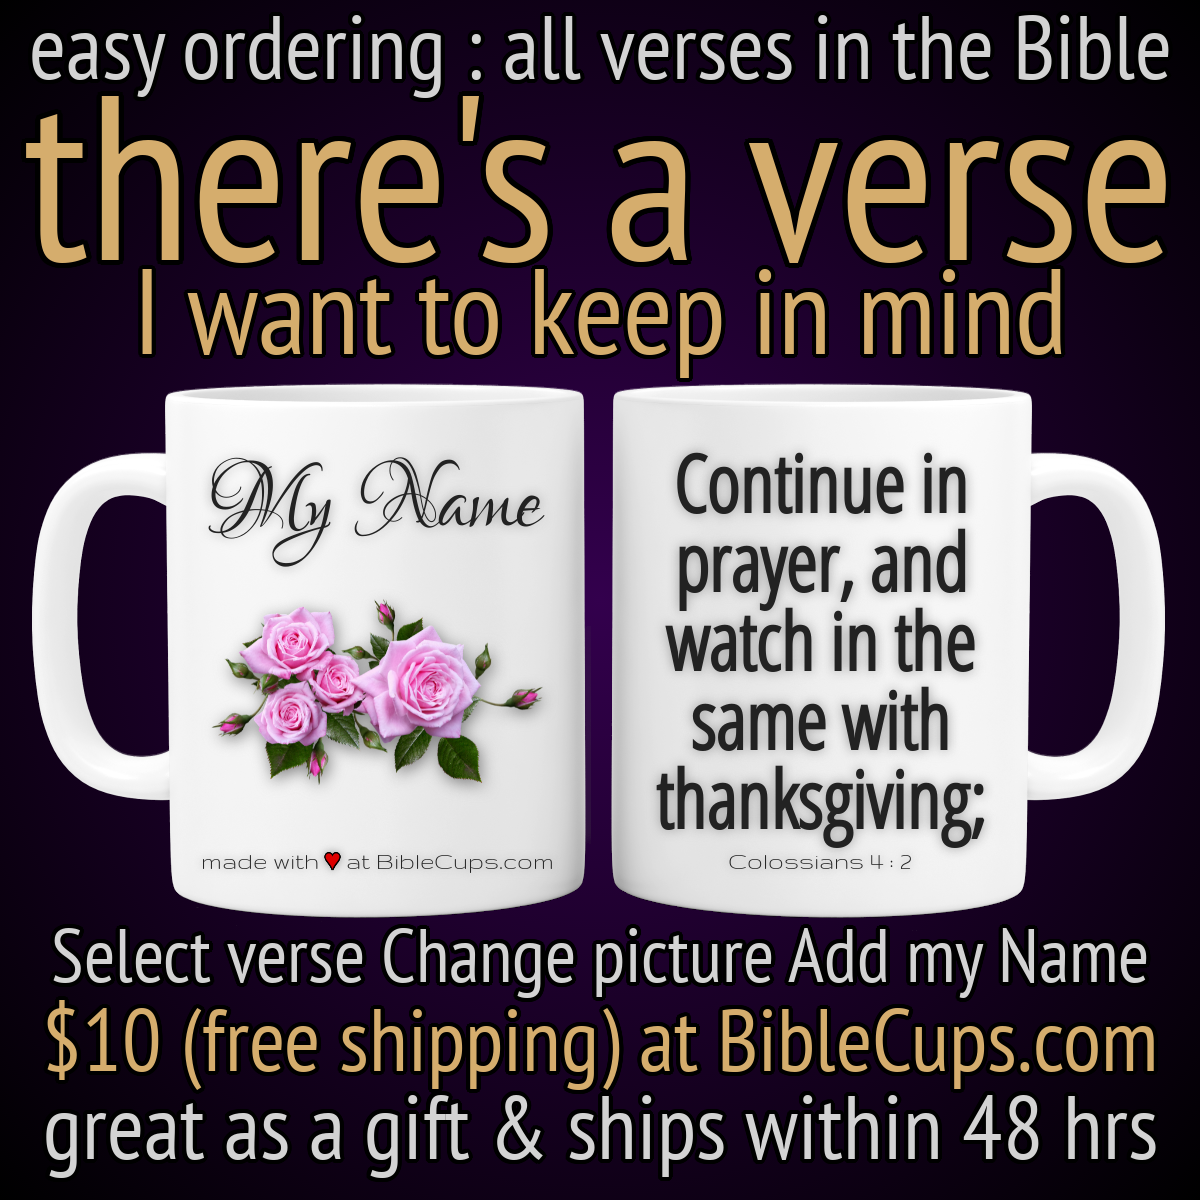 easy ordering : all verses in the Bible
there's a verse
I want to keep in mind
My Name
made with ❤ at BibleCups.com
Continue in
prayer, and
watch in the
same with
thanksgiving;
Colossians 4 : 2
Select verse Change picture Add my Name
$10 (free shipping) at BibleCups.com
great as a gift & ships within 48 hrs